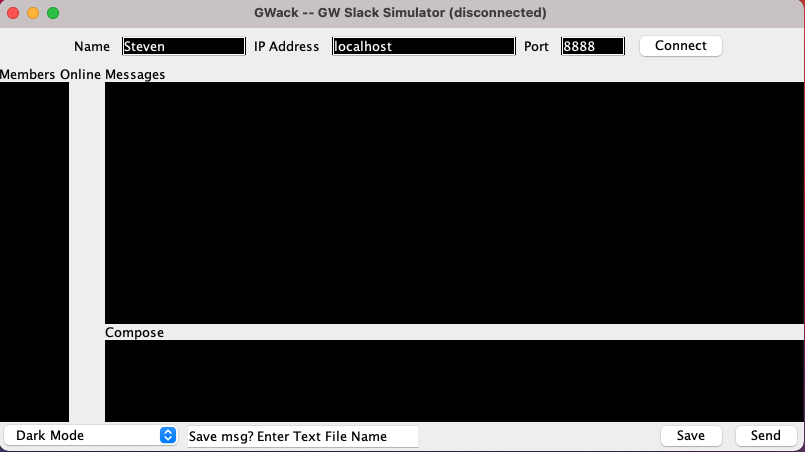 GWack -- GW Slack Simulator (disconnected)
Name Steven IP Address localhost Port 8888 Connect
Members Online Messages
Compose
Dark Mode Save msg? Enter Text File Name Save Send